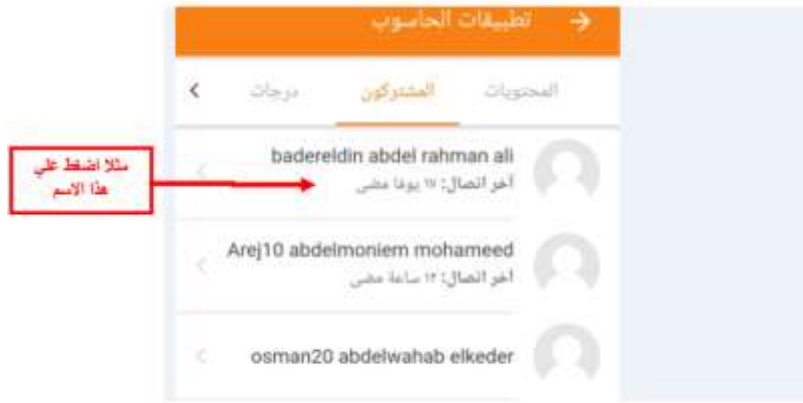 تطبيقات الحاسوب
المحتويات المشتركون درجات
badereldin abdel rahman ali
آخر اتصال: ١٧ يومًا مضى
مثلا اضغط علي
هذا الاسم
Arej10 abdelmoniem mohameed
آخر اتصال: ١٢ ساعة مضى
osman20 abdelwahab elkeder